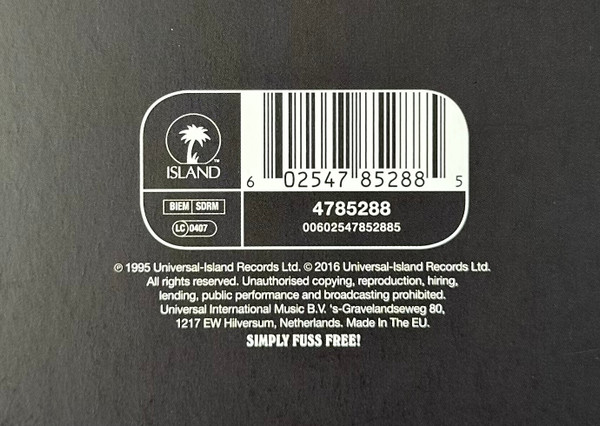 ISLAND
TM
6 02547 85288 5
BIEM SDRM
LC 0407
4785288
00602547852885
℗ 1995 Universal-Island Records Ltd. © 2016 Universal-Island Records Ltd.
All rights reserved. Unauthorised copying, reproduction, hiring,
lending, public performance and broadcasting prohibited.
Universal International Music B.V. 's-Gravelandseweg 80,
1217 EW Hilversum, Netherlands. Made In The EU.
SIMPLY FUSS FREE!